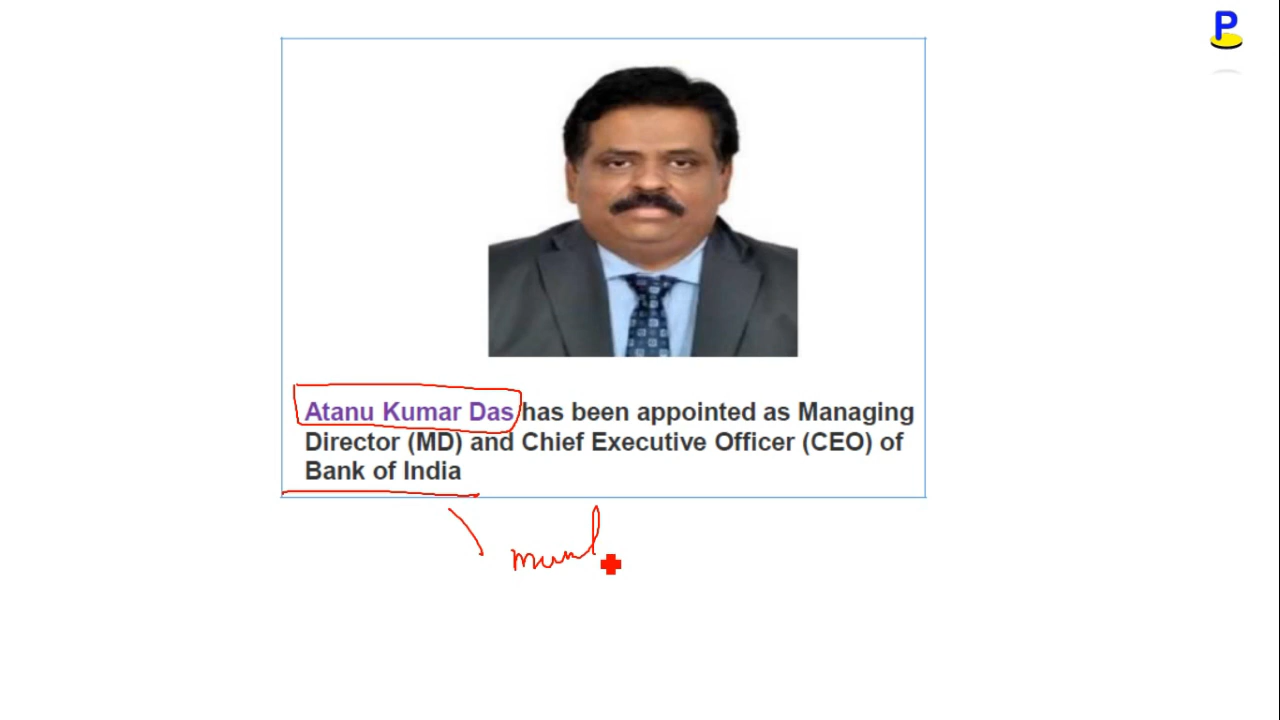 P
Atanu Kumar Das has been appointed as Managing
Director (MD) and Chief Executive Officer (CEO) of
Bank of India